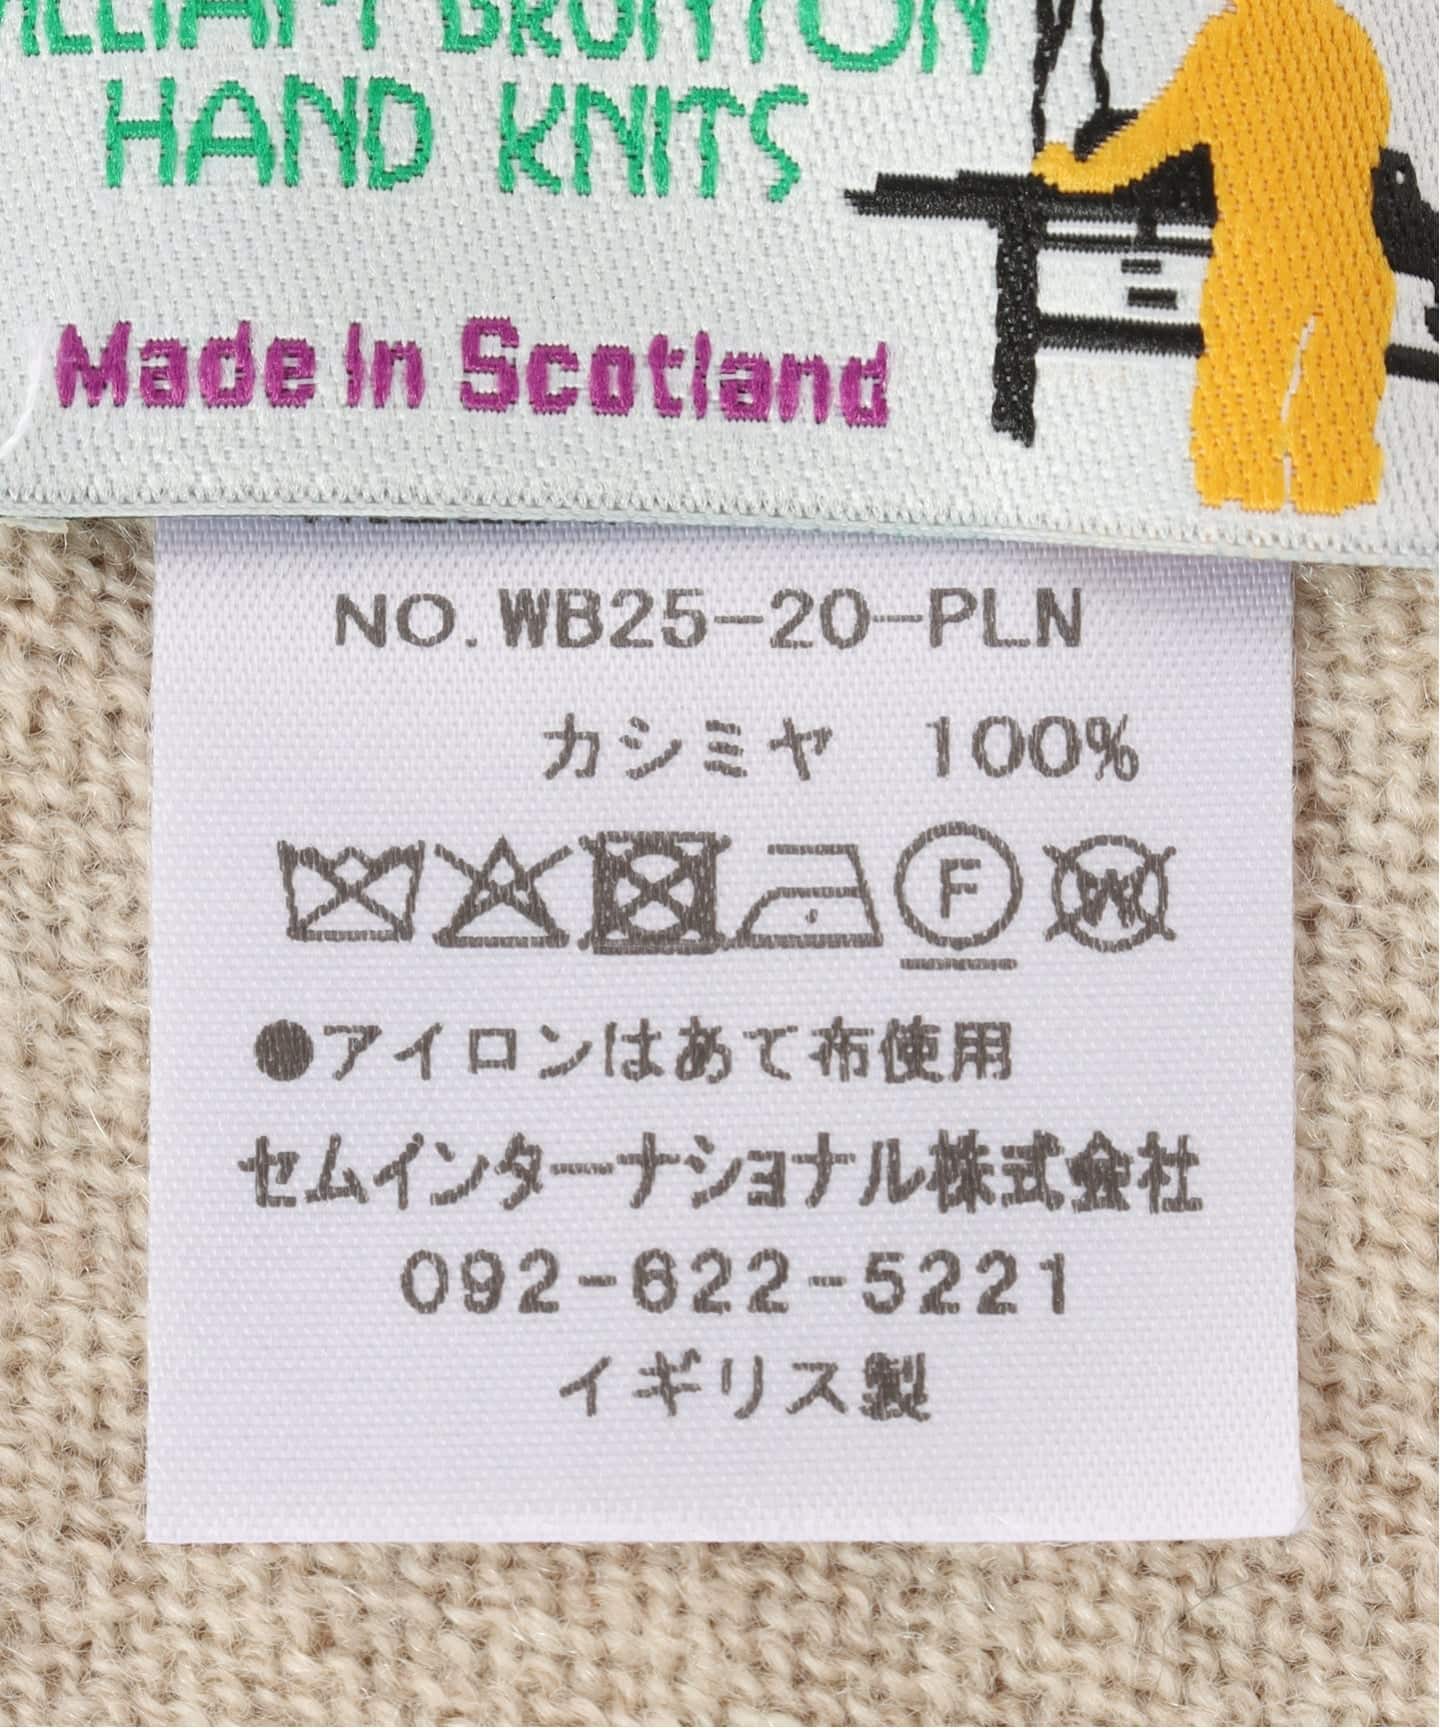 HAND KNITS
Made In Scotland
NO. WB25-20-PLN
カシミヤ 100%
F
W
●アイロンはあて布使用
セムインターナショナル株式会社
092-622-5221
イギリス製